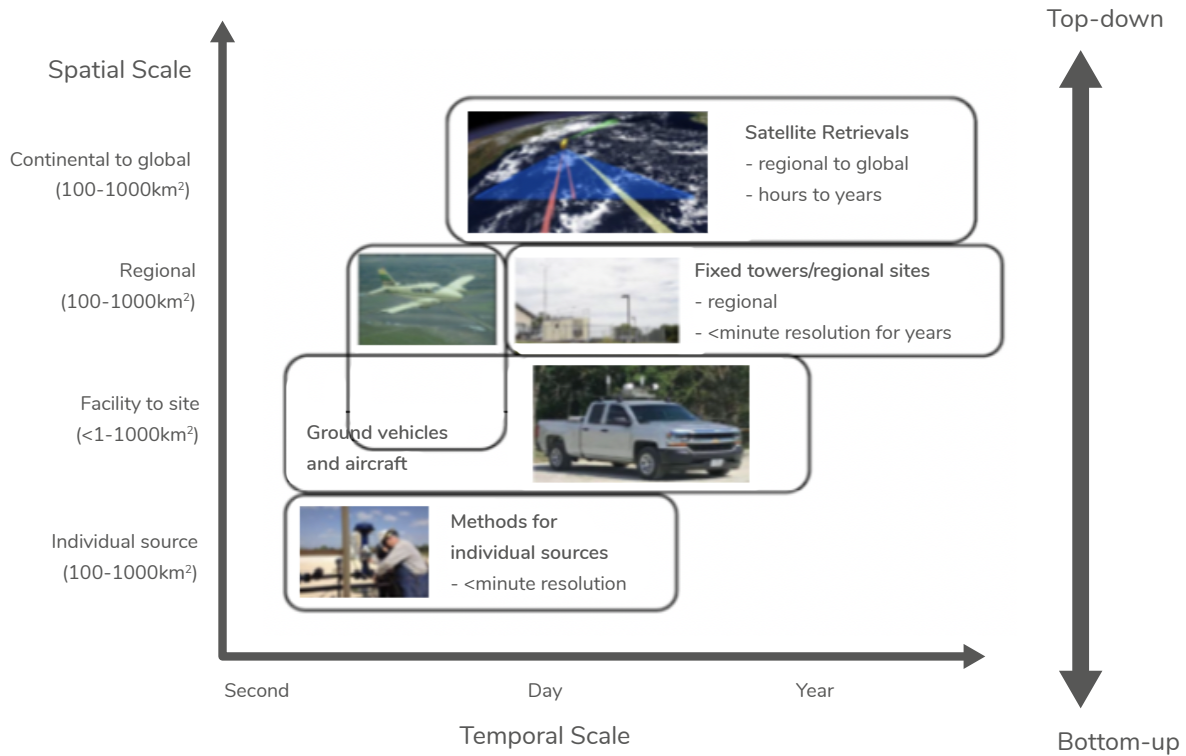 Top-down
Spatial Scale
Continental to global
(100-1000km²)
Satellite Retrievals
- regional to global
- hours to years
Regional
(100-1000km²)
Fixed towers/regional sites
- regional
- <minute resolution for years
Facility to site
(<1-1000km²)
Ground vehicles
and aircraft
Individual source
(100-1000km²)
Methods for
individual sources
- <minute resolution
Second
Day
Year
Temporal Scale
Bottom-up